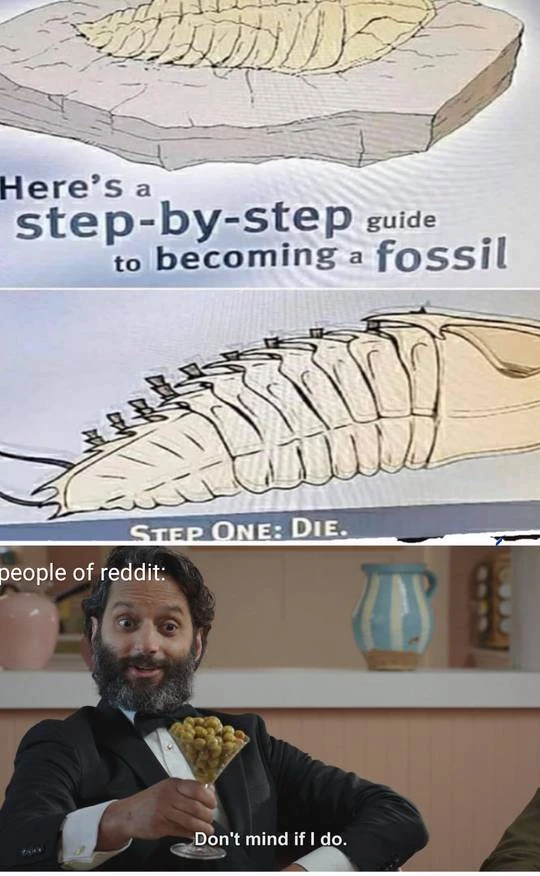 Here's a
step-by-step guide
to becoming a fossil
STEP ONE: DIE.
people of reddit:
Don't mind if I do.